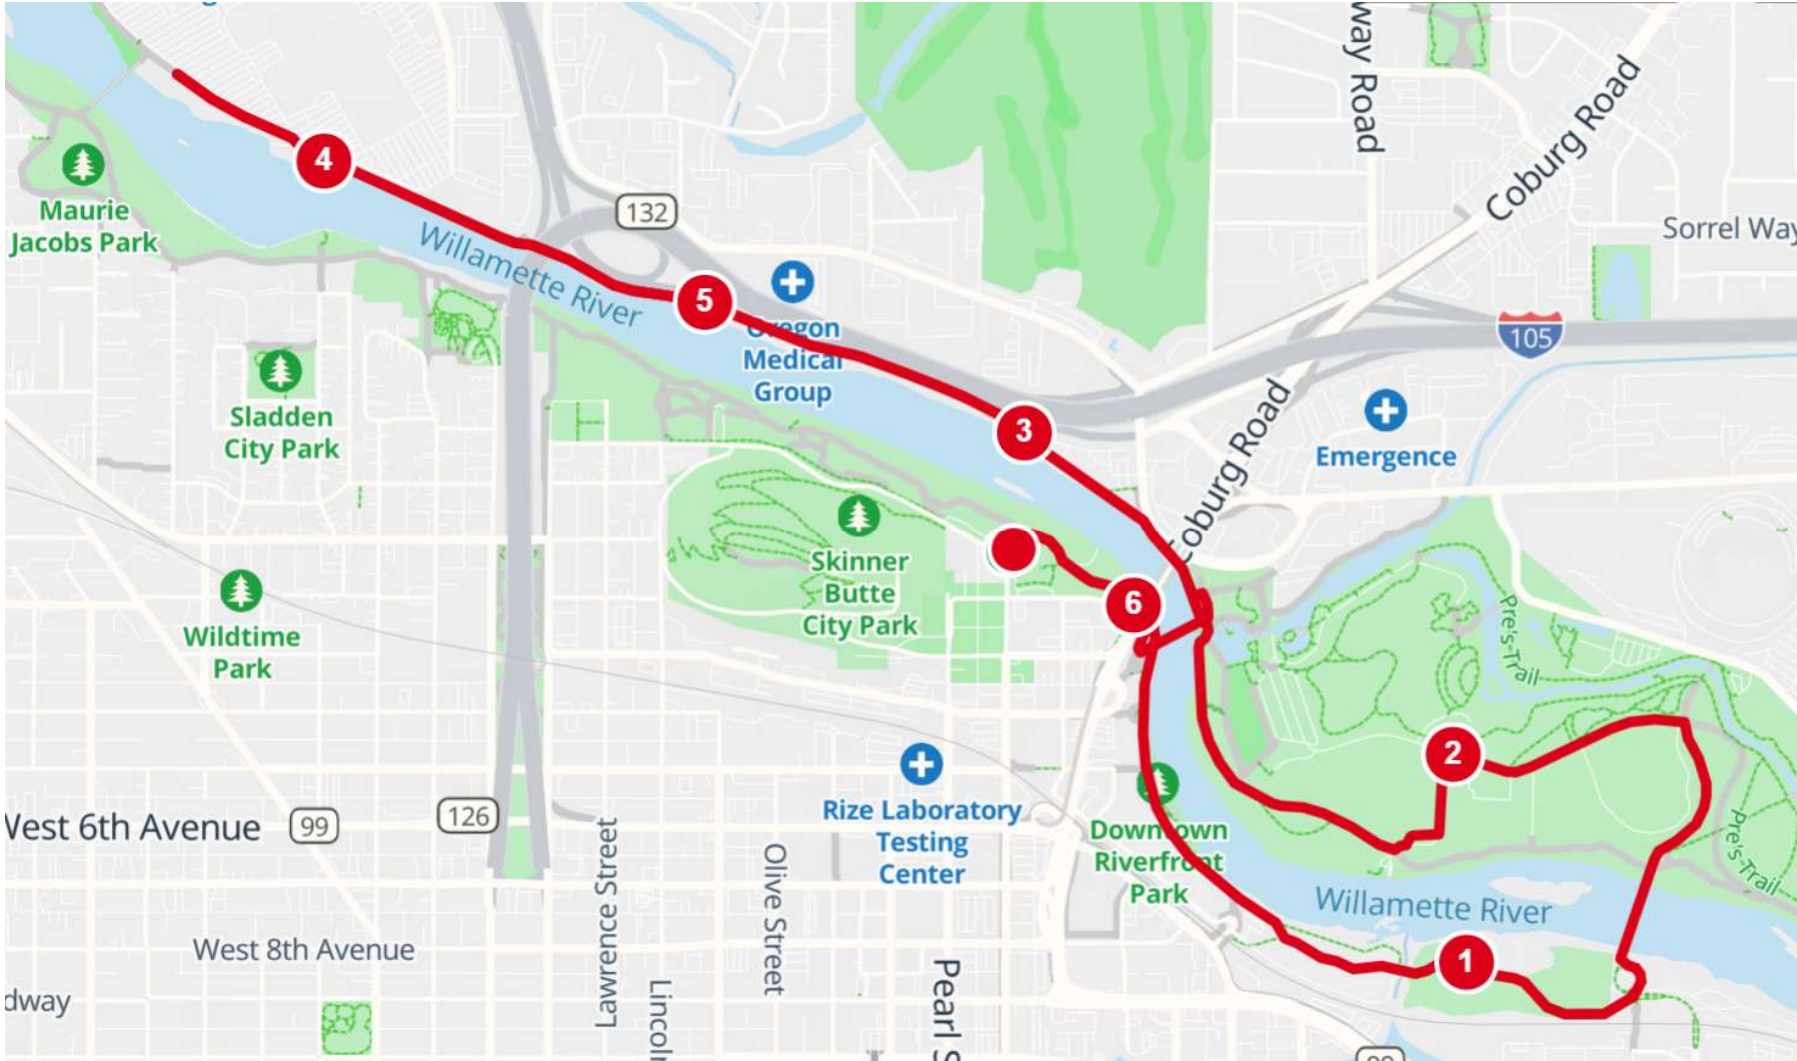 way Road
Coburg Road
4
132
Maurie
Jacobs Park
Sorrel Way
Willamette River
5
Oregon
Medical
Group
105
Sladden
City Park
3
Coburg Road
Emergence
Skinner
Butte
City Park
6
Wildtime
Park
Pre's-Trail
2
Rize Laboratory
Testing
Center
West 6th Avenue
99
126
Downtown
Riverfront
Park
Pre's-Trail
Lawrence Street
Olive Street
Willamette River
West 8th Avenue
1
Pearl S
Lincoln
dway
99